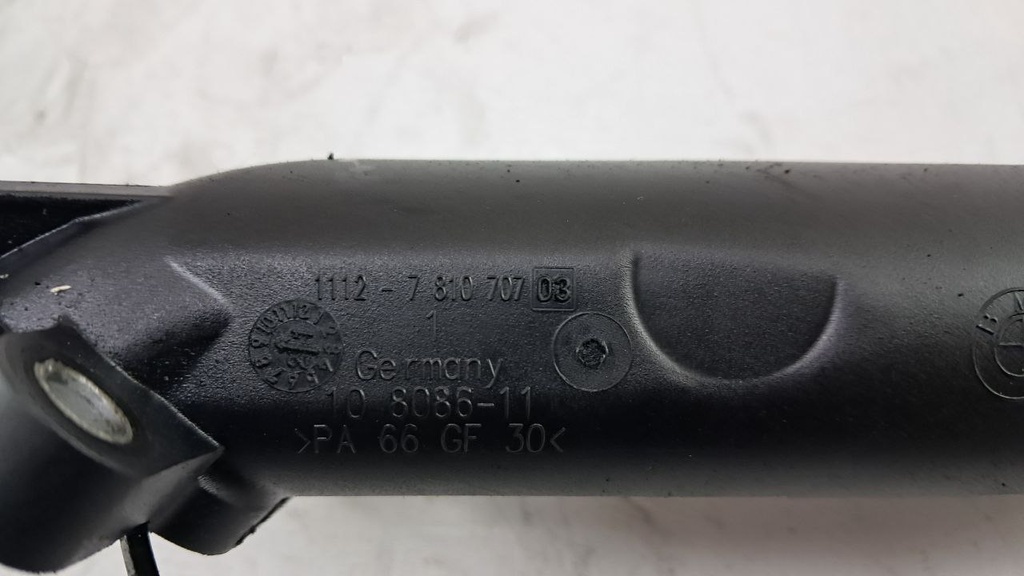 1112 - 7 810 707 03
1
Germany
10 8086-11
>PA 66 GF 30<